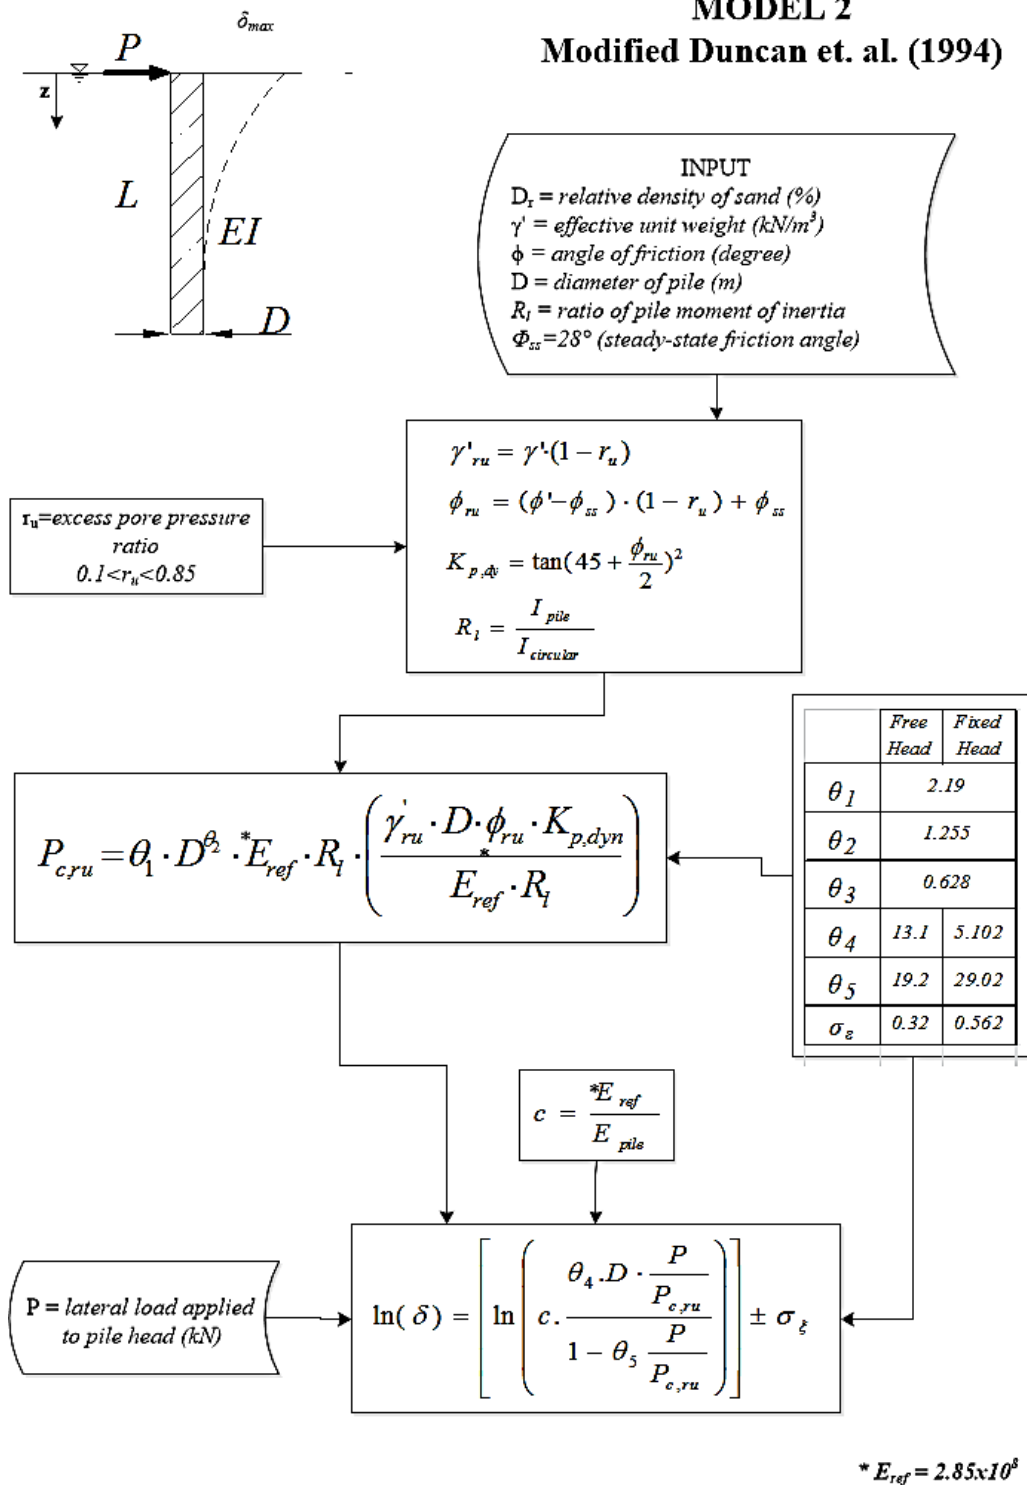 MODEL 2
Modified Duncan et. al. (1994)
δmax
P
z
L
EI
D
INPUT
Dr = relative density of sand (%)
γ' = effective unit weight (kN/m³)
ϕ = angle of friction (degree)
D = diameter of pile (m)
Rl = ratio of pile moment of inertia
Φss=28° (steady-state friction angle)
γ'ru = γ'·(1 − ru)
ϕru = (ϕ'−ϕss)·(1 − ru) + ϕss
Kp,dy = tan(45 + ϕru/2)²
Rl = Ipile/Icircular
ru=excess pore pressure
ratio
0.1<ru<0.85
Free Head Fixed Head
θ1 2.19
θ2 1.255
θ3 0.628
θ4 13.1 5.102
θ5 19.2 29.02
σε 0.32 0.562
Pc,ru = θ1 · D^θ2 · *Eref · Rl · (γ'ru · D · ϕru · Kp,dyn / *Eref · Rl)
c = *Eref / Epile
P = lateral load applied
to pile head (kN)
ln(δ) = [ln(c. θ4.D · P/Pc,ru / 1 − θ5 P/Pc,ru)] ± σξ
* Eref = 2.85x10⁸